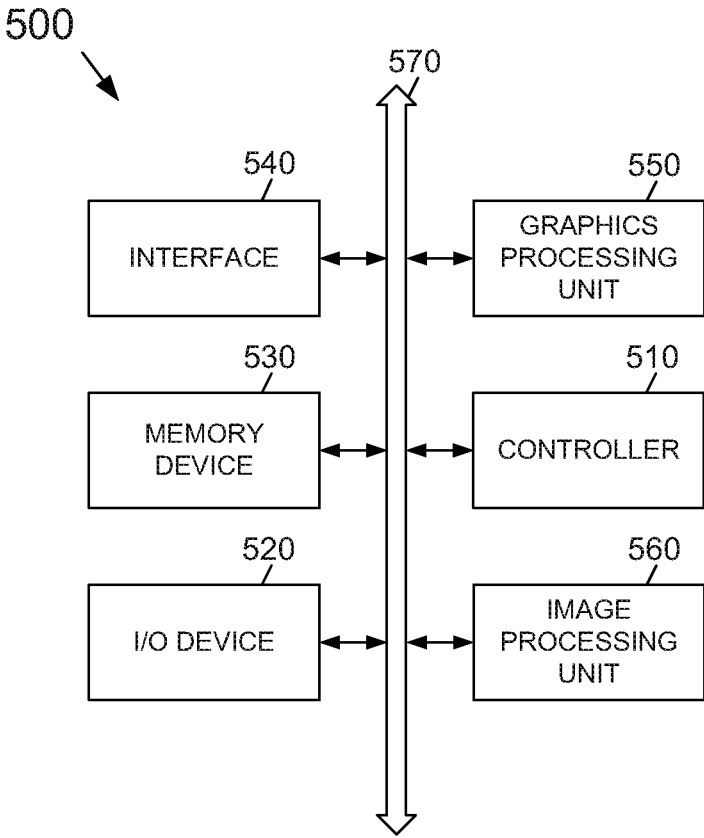 500
570
540
INTERFACE
550
GRAPHICS
PROCESSING
UNIT
530
MEMORY
DEVICE
510
CONTROLLER
520
I/O DEVICE
560
IMAGE
PROCESSING
UNIT